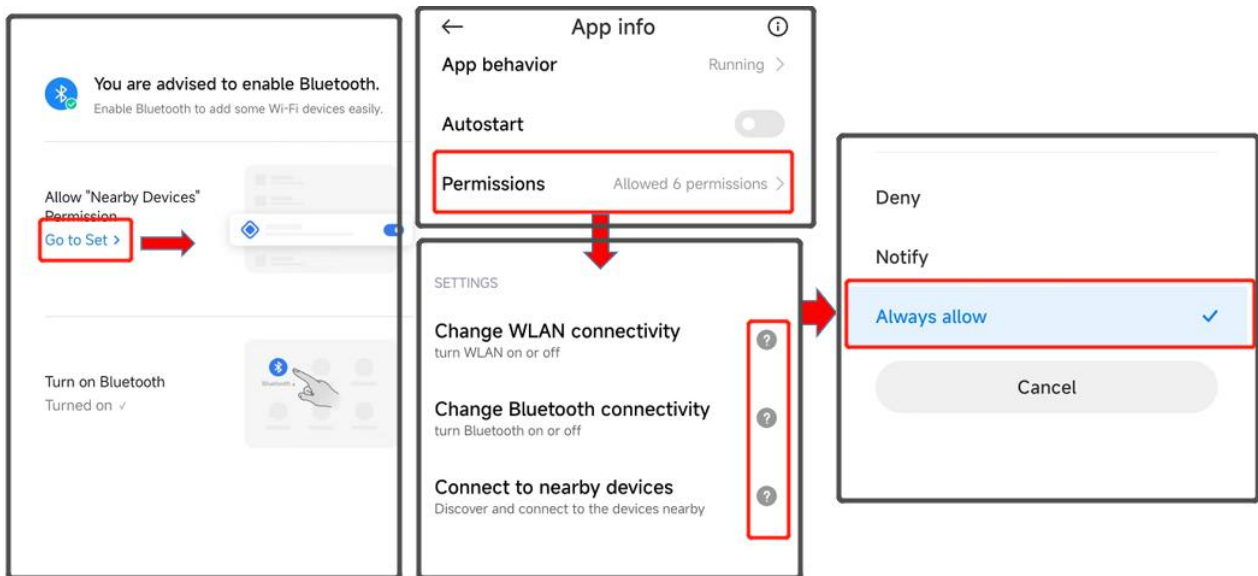 You are advised to enable Bluetooth.
Enable Bluetooth to add some Wi-Fi devices easily.
Allow "Nearby Devices"
Permission
Go to Set >
Bluetooth
Turn on Bluetooth
Turned on √
← App info
App behavior Running >
Autostart
Permissions Allowed 6 permissions >
SETTINGS
Change WLAN connectivity ?
turn WLAN on or off
Change Bluetooth connectivity ?
turn Bluetooth on or off
Connect to nearby devices ?
Discover and connect to the devices nearby
Deny
Notify
Always allow ✓
Cancel